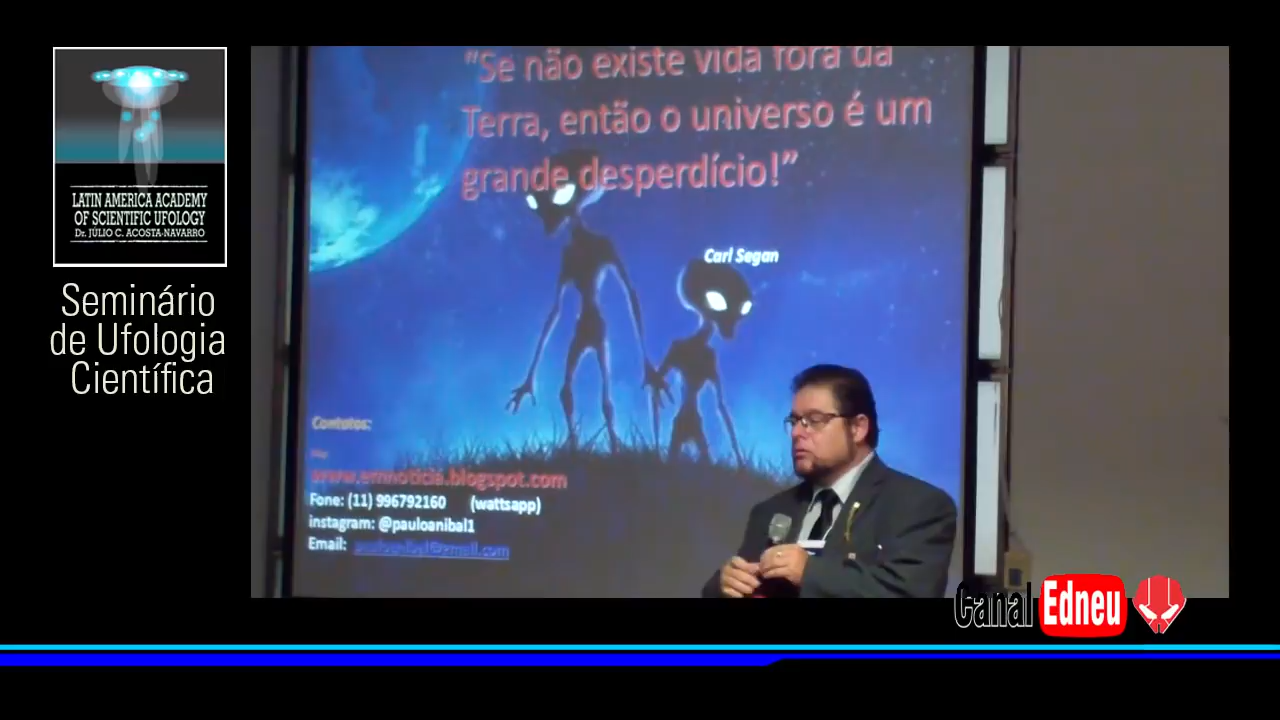 LATIN AMERICA ACADEMY
OF SCIENTIFIC UFOLOGY
Dr. JÚLIO C. ACOSTA-NAVARRO
Seminário
de Ufologia
Científica
"Se não existe vida fora da
Terra, então o universo é um
grande desperdício!"
Carl Segan
Contatos:
www.emnoticia.blogspot.com
Fone: (11) 996792160 (wattsapp)
instagram: @pauloanibal1
Email:
Canal Edneu